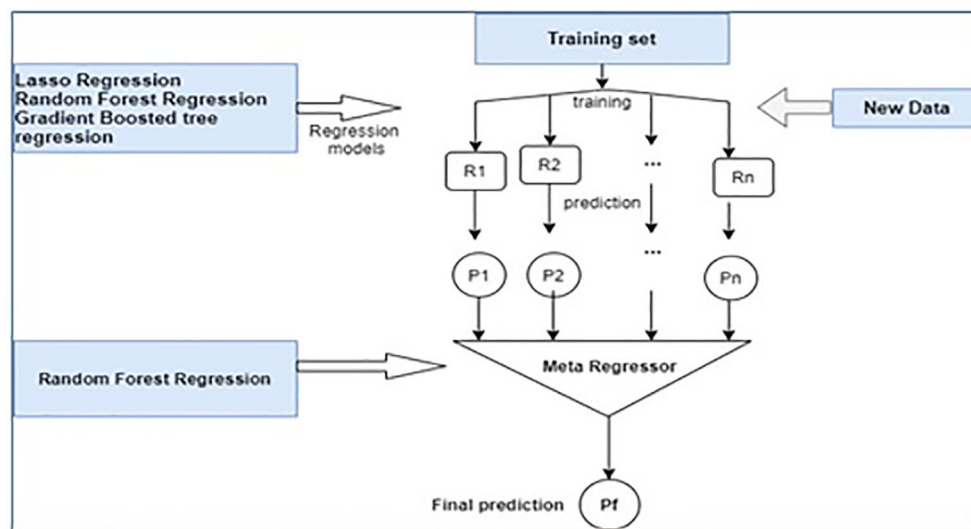 Training set
Lasso Regression
Random Forest Regression
Gradient Boosted tree
regression
Regression
models
training
New Data
R1
R2
...
Rn
prediction
P1
P2
...
Pn
Random Forest Regression
Meta Regressor
Final prediction
Pf